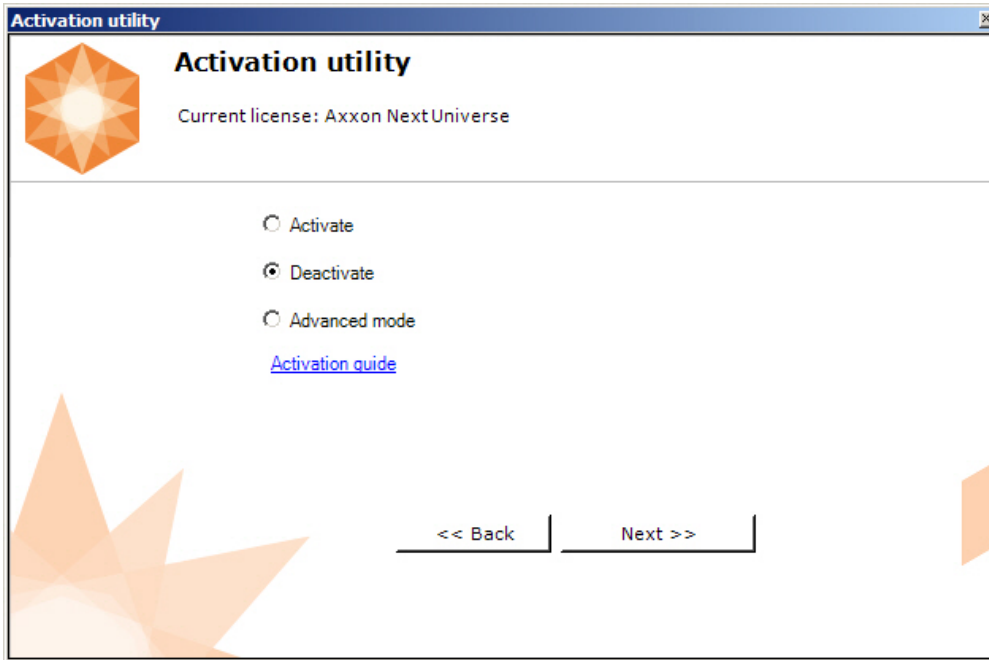 Activation utility
Activation utility
Current license: Axxon Next Universe
Activate
Deactivate
Advanced mode
Activation guide
<< Back
Next >>